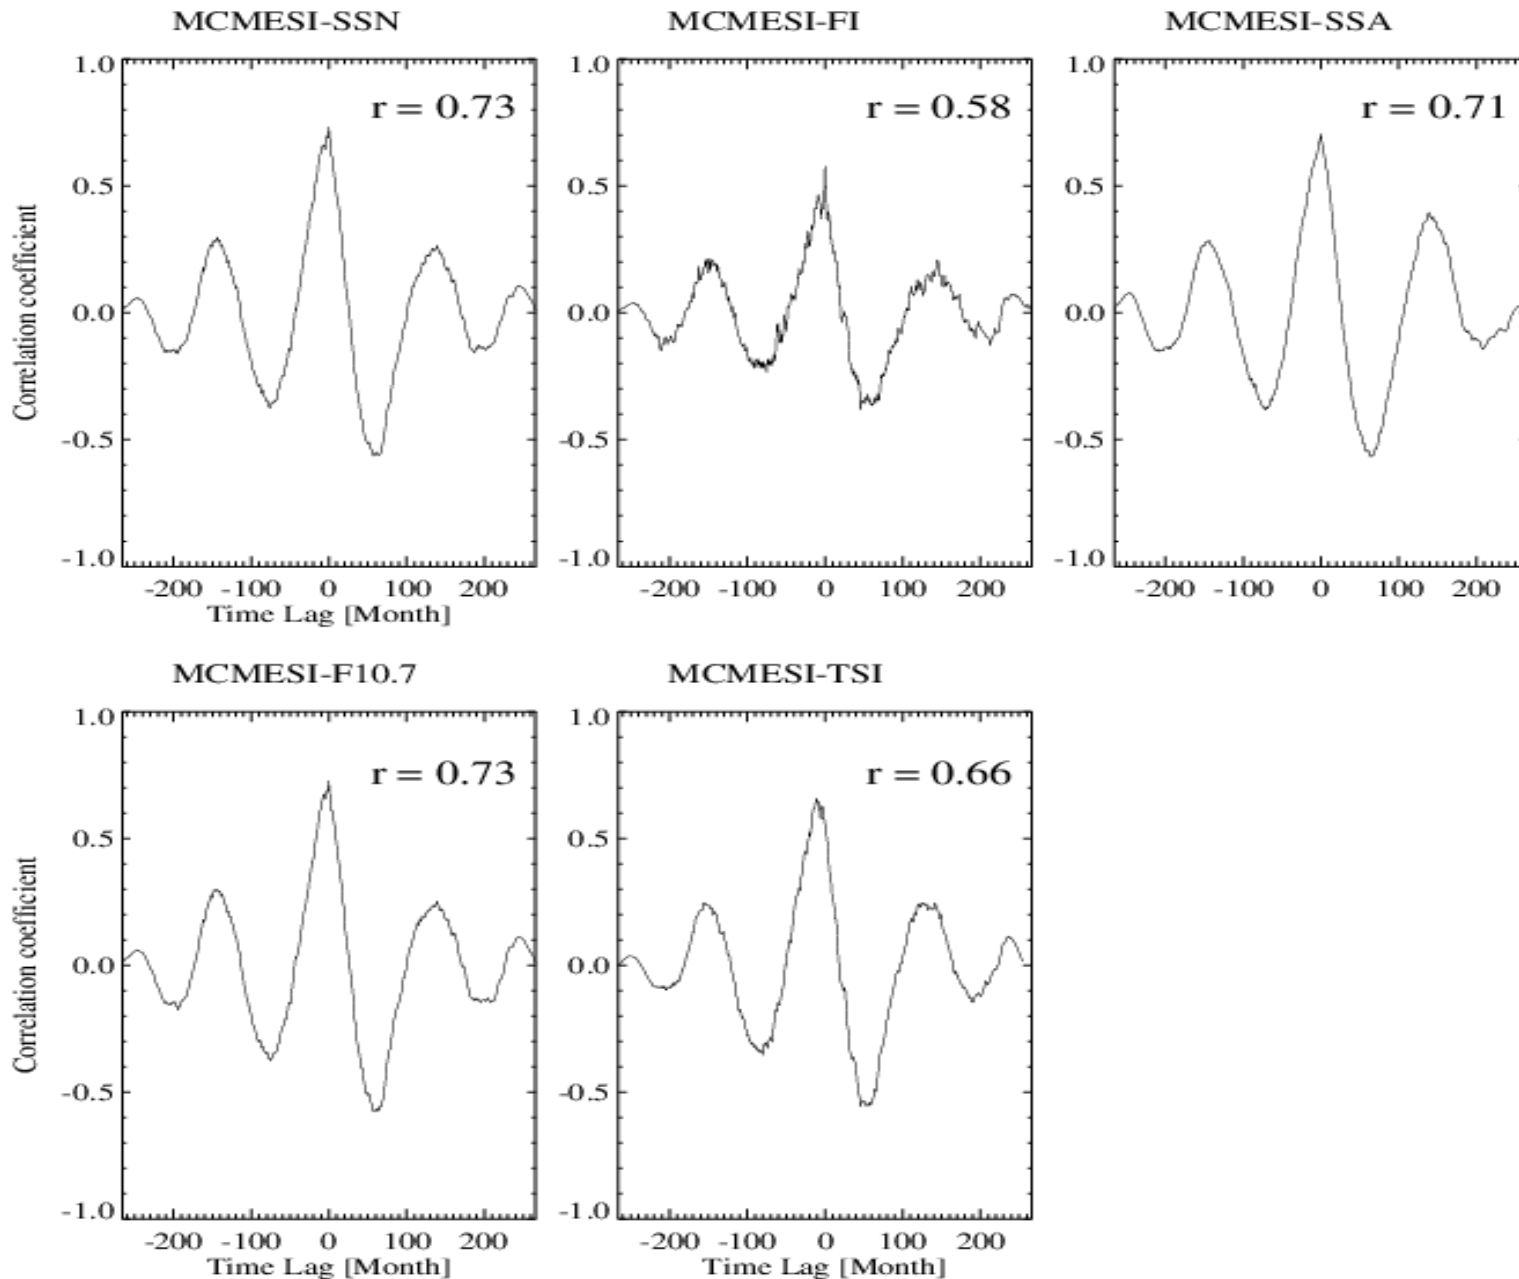 MCMESI-SSN MCMESI-FI MCMESI-SSA
r = 0.73 r = 0.58 r = 0.71
1.0 1.0 1.0
0.5 0.5 0.5
0.0 0.0 0.0
-0.5 -0.5 -0.5
-1.0 -1.0 -1.0
Correlation coefficient
-200 -100 0 100 200 -200 -100 0 100 200 -200 -100 0 100 200
Time Lag [Month]
MCMESI-F10.7 MCMESI-TSI
r = 0.73 r = 0.66
1.0 1.0
0.5 0.5
0.0 0.0
-0.5 -0.5
-1.0 -1.0
Correlation coefficient
-200 -100 0 100 200 -200 -100 0 100 200
Time Lag [Month] Time Lag [Month]